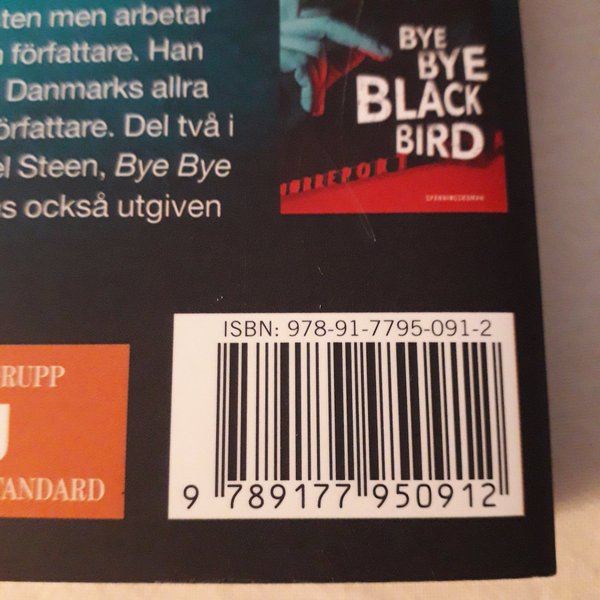 ten men arbetar
författare. Han
Danmarks allra
författare. Del två i
el Steen, Bye Bye
s också utgiven
BYE
BYE
BLACK
BIRD
SPÄNNINGSROMAN
ISBN: 978-91-7795-091-2
9 789177 950912
RUPP
TANDARD